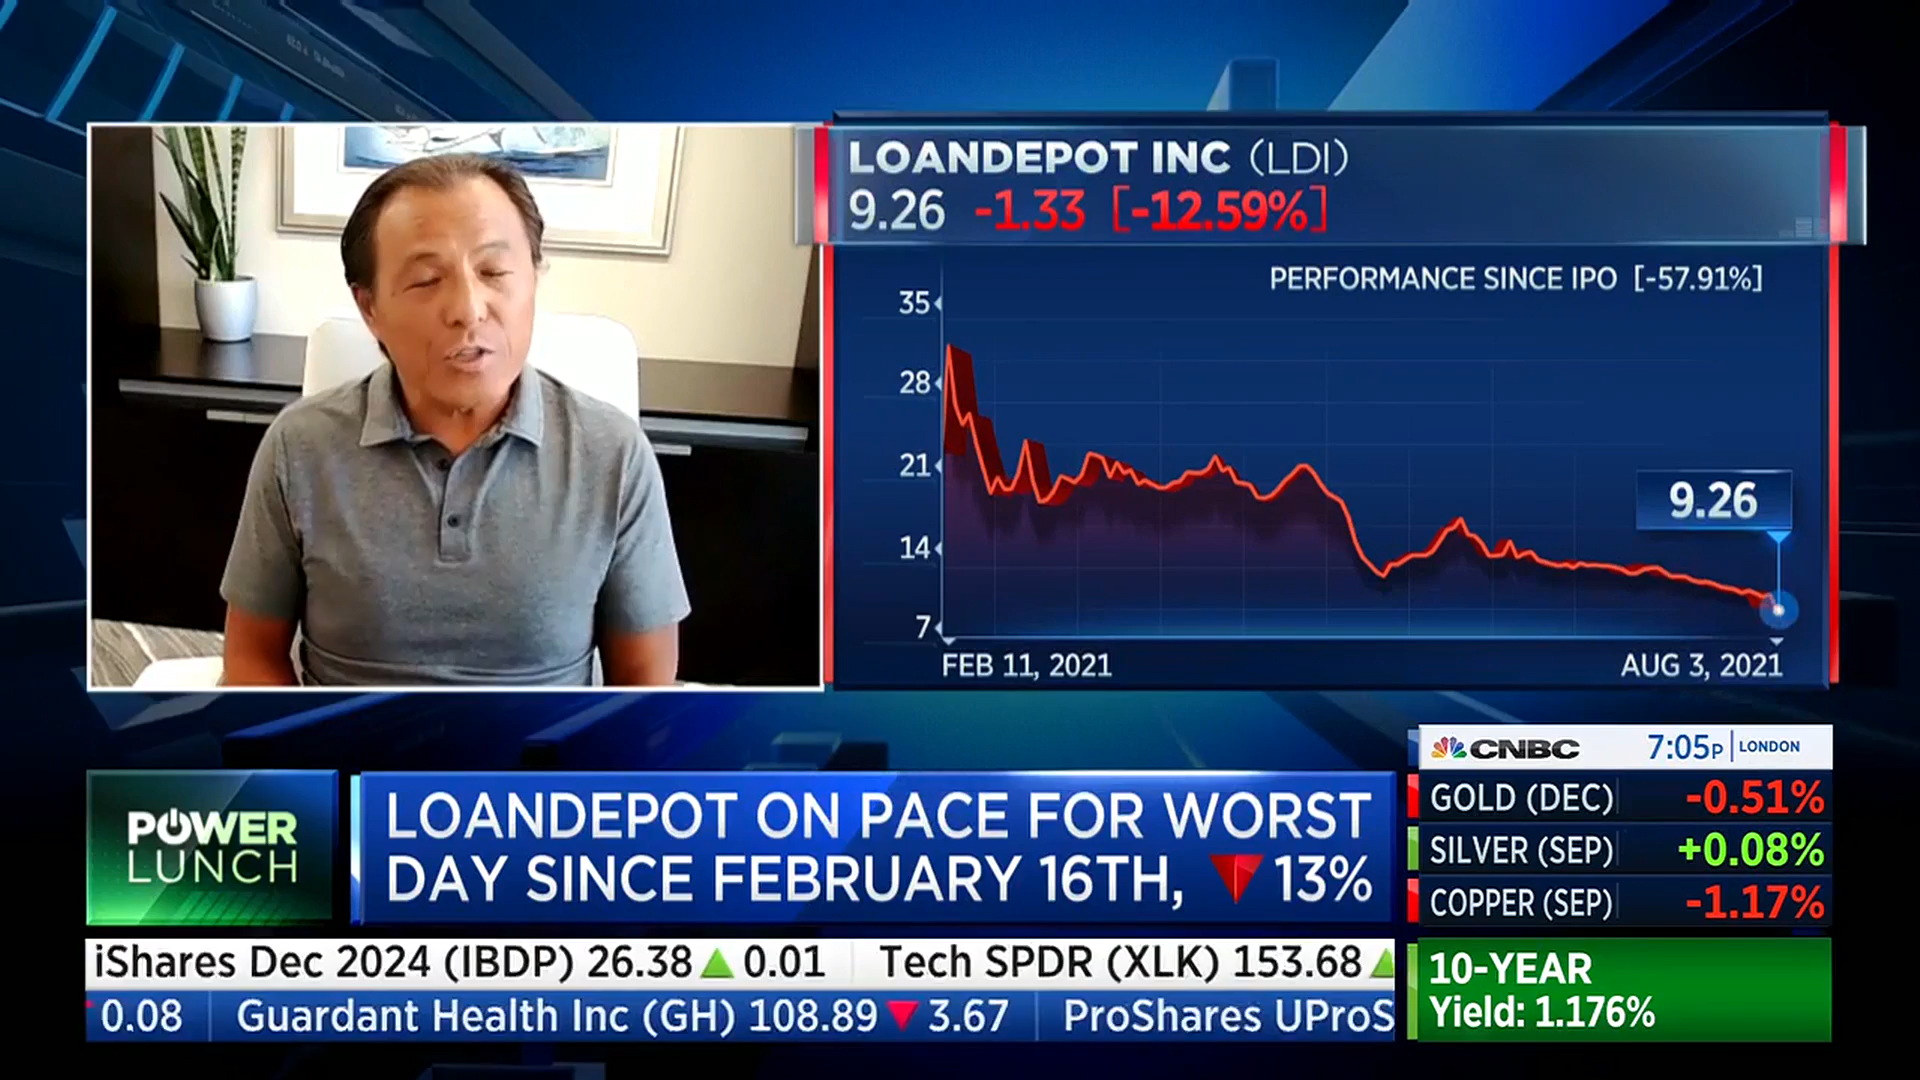 LOANDEPOT INC (LDI)
9.26 -1.33 [-12.59%]
PERFORMANCE SINCE IPO [-57.91%]
35
28
21
14
7
9.26
FEB 11, 2021
AUG 3, 2021
CNBC 7:05P LONDON
GOLD (DEC) -0.51%
SILVER (SEP) +0.08%
COPPER (SEP) -1.17%
10-YEAR
Yield: 1.176%
POWER
LUNCH
LOANDEPOT ON PACE FOR WORST
DAY SINCE FEBRUARY 16TH, ▼ 13%
iShares Dec 2024 (IBDP) 26.38 ▲ 0.01 Tech SPDR (XLK) 153.68 ▲
0.08 Guardant Health Inc (GH) 108.89 ▼ 3.67 ProShares UProS